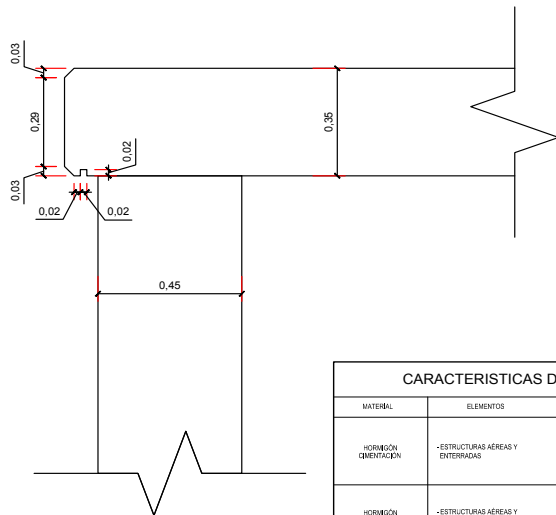 0,03
0,29
0,35
0,02
0,03
0,02
0,02
0,45
CARACTERISTICAS D
MATERIAL
ELEMENTOS
HORMIGÓN
CIMENTACIÓN
- ESTRUCTURAS AÉREAS Y
ENTERRADAS
HORMIGÓN
- ESTRUCTURAS AÉREAS Y